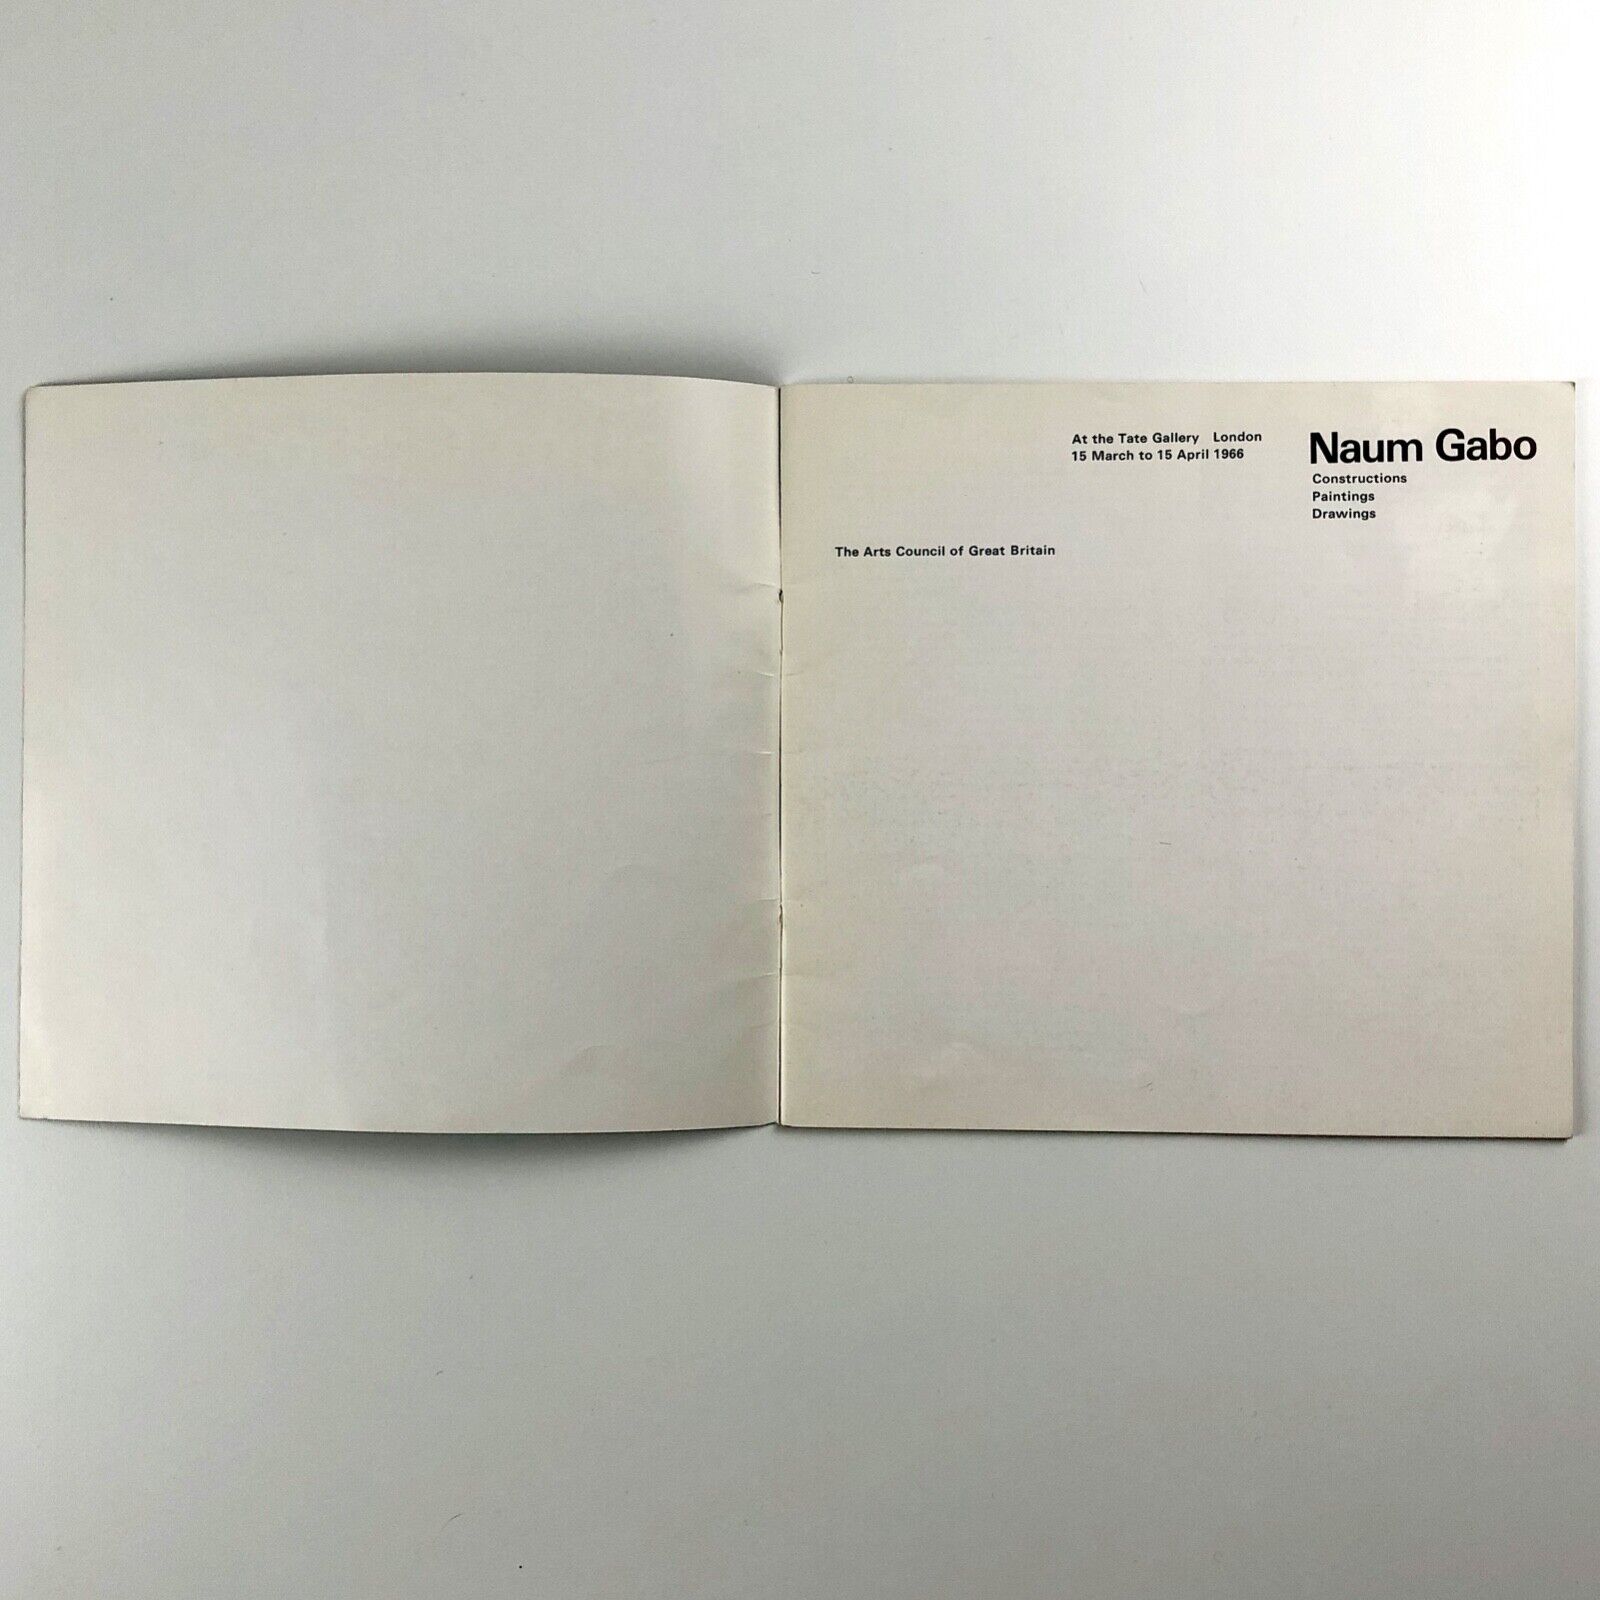 At the Tate Gallery London
15 March to 15 April 1966
Naum Gabo
Constructions
Paintings
Drawings
The Arts Council of Great Britain